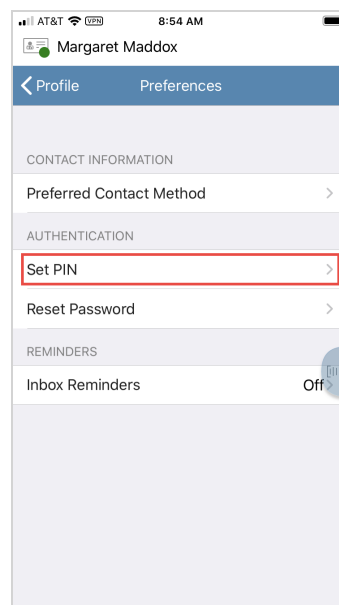 AT&T VPN 8:54 AM
Margaret Maddox
Profile Preferences
CONTACT INFORMATION
Preferred Contact Method
AUTHENTICATION
Set PIN
Reset Password
REMINDERS
Inbox Reminders Off